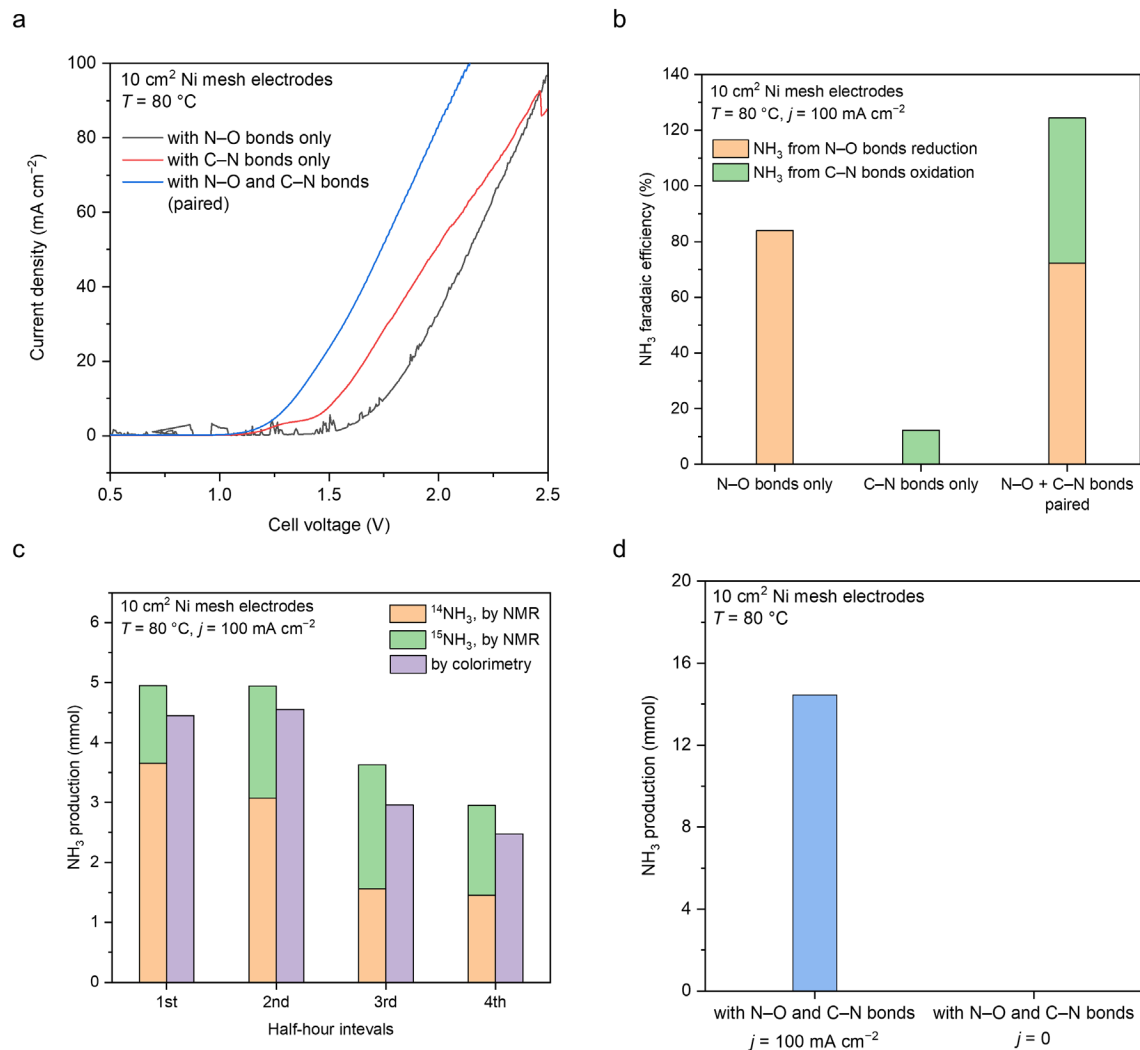 a
10 cm² Ni mesh electrodes
T = 80 °C
with N–O bonds only
with C–N bonds only
with N–O and C–N bonds
(paired)
Current density (mA cm⁻²)
100
80
60
40
20
0
0.5
1.0
1.5
2.0
2.5
Cell voltage (V)
b
10 cm² Ni mesh electrodes
T = 80 °C, j = 100 mA cm⁻²
NH₃ from N–O bonds reduction
NH₃ from C–N bonds oxidation
NH₃ faradaic efficiency (%)
140
120
100
80
60
40
20
0
N–O bonds only
C–N bonds only
N–O + C–N bonds
paired
c
10 cm² Ni mesh electrodes
T = 80 °C, j = 100 mA cm⁻²
¹⁴NH₃, by NMR
¹⁵NH₃, by NMR
by colorimetry
NH₃ production (mmol)
6
5
4
3
2
1
0
1st
2nd
3rd
4th
Half-hour intevals
d
10 cm² Ni mesh electrodes
T = 80 °C
NH₃ production (mmol)
20
16
12
8
4
0
with N–O and C–N bonds
j = 100 mA cm⁻²
with N–O and C–N bonds
j = 0